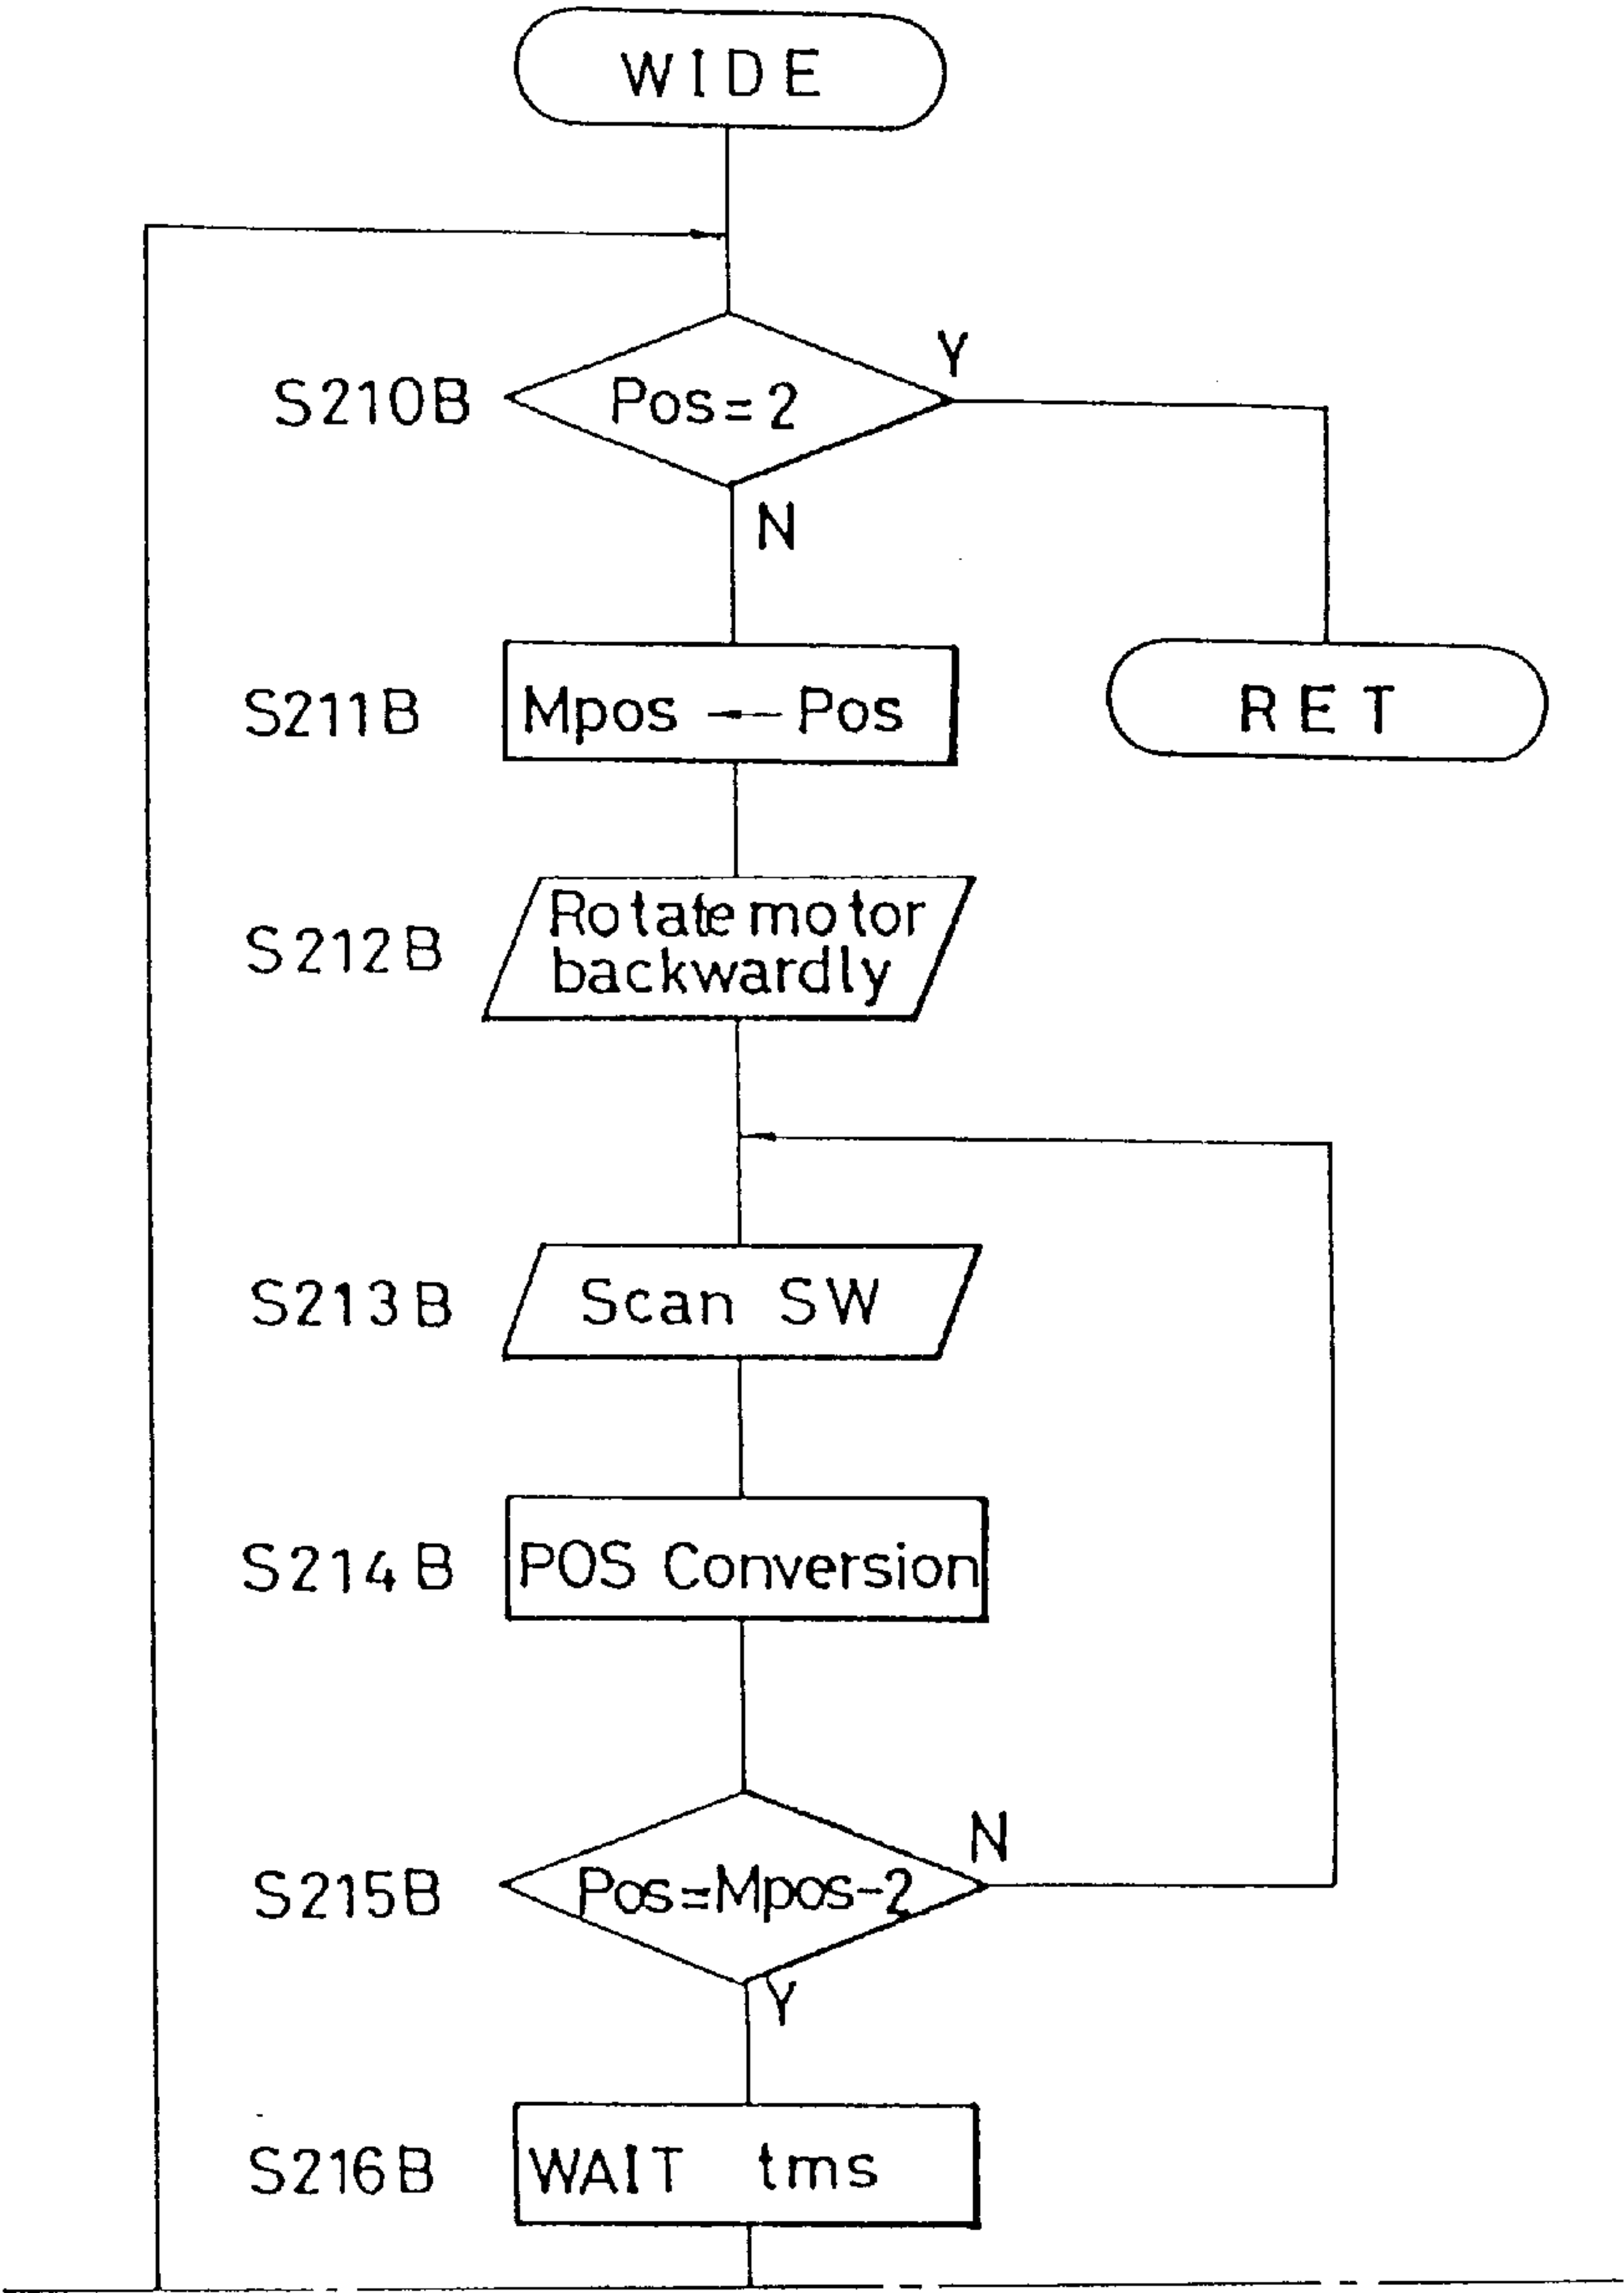 WIDE
S210B
Pos=2
Y
N
S211B
Mpos ← Pos
RET
S212B
Rotate motor
backwardly
S213B
Scan SW
S214B
POS Conversion
S215B
Pos=Mpos-2
N
Y
S216B
WAIT tms